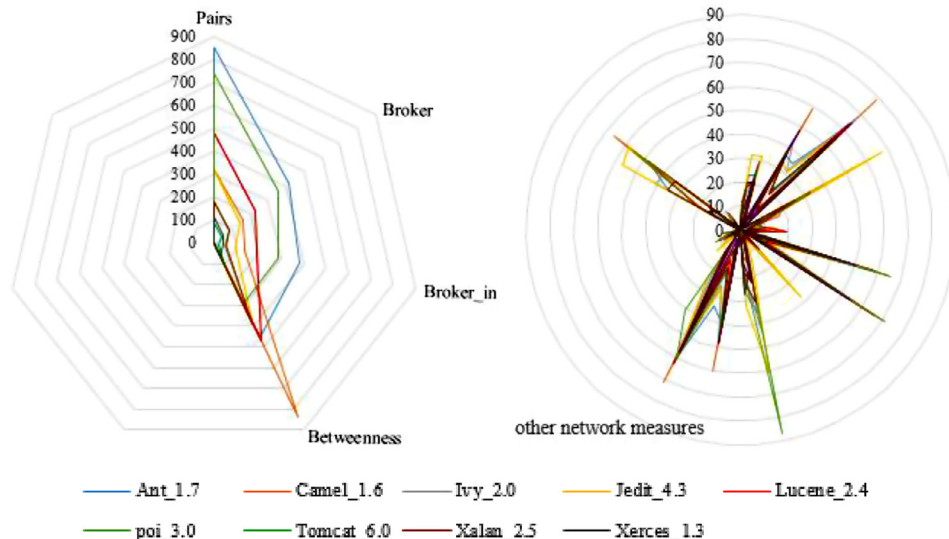 Pairs
900
800
700
600
500
400
300
200
100
0
Broker
Broker_in
Betweenness
90
80
70
60
50
40
30
20
10
0
other network measures
Ant_1.7 Camel_1.6 Ivy_2.0 Jedit_4.3 Lucene_2.4
poi_3.0 Tomcat_6.0 Xalan_2.5 Xerces_1.3